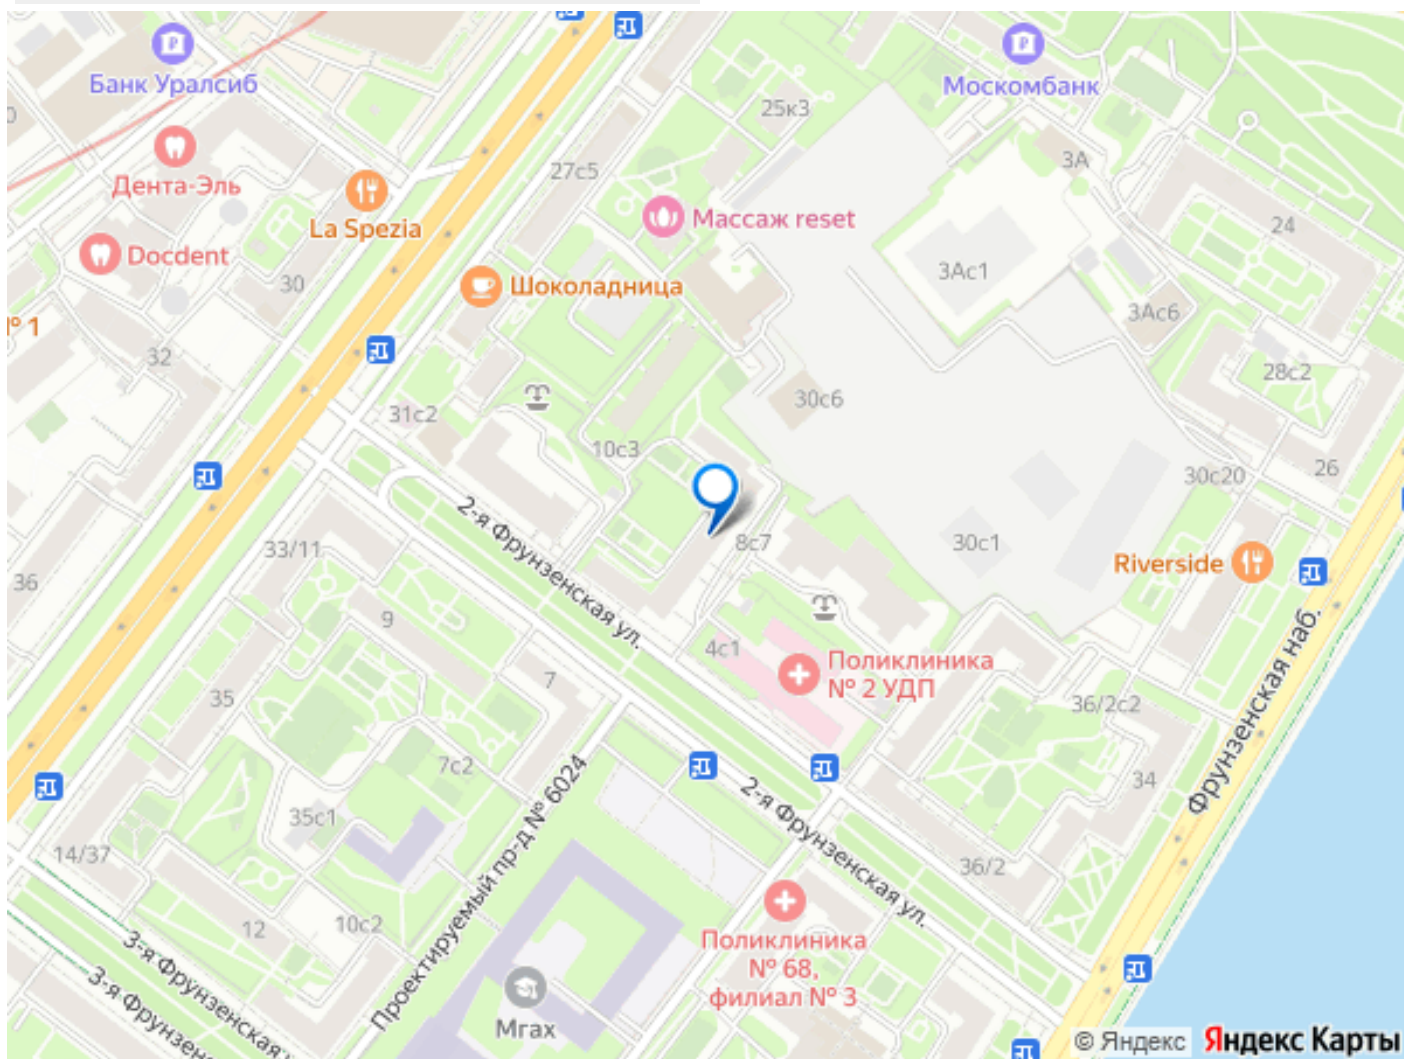 Банк Уралсиб
Москомбанк
25к3
3А
Дента-Эль
27с5
La Spezia
Массаж reset
24
Docdent
30
Шоколадница
3Ас1
3Ас6
№ 1
32
28с2
31с2
30с6
10с3
26
30с20
2-я Фрунзенская ул.
33/11
8с7
30с1
Riverside
36
9
4с1
Поликлиника
№ 2 УДП
Фрунзенская наб.
35
7
36/2с2
7с2
34
35с1
2-я Фрунзенская ул.
14/37
36/2
Проектируемый пр-д № 6024
12
10с2
Поликлиника
№ 68,
филиал № 3
3-я Фрунзенская
3-я Фрунзенс
Мгах
© Яндекс Яндекс Карты